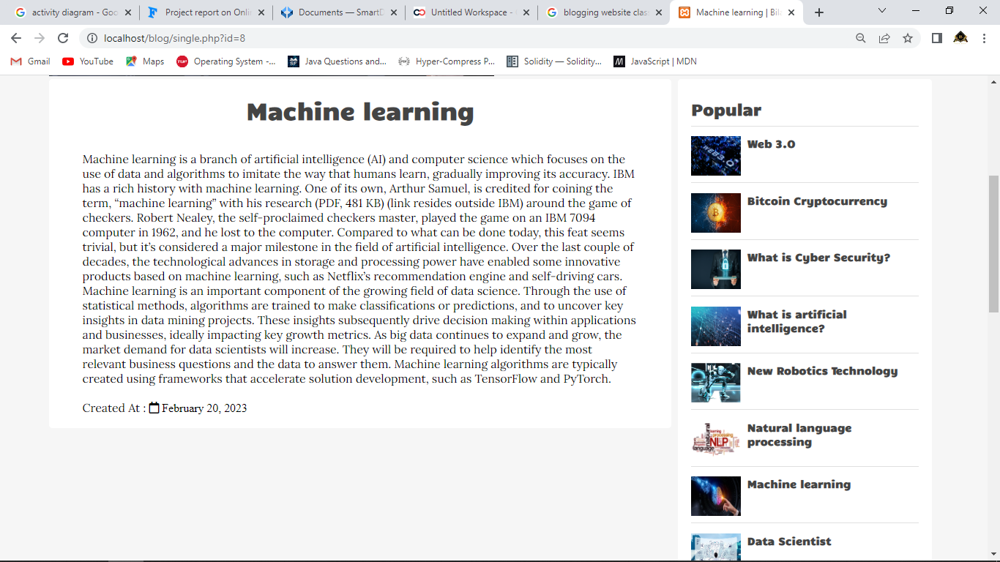 activity diagram - Goo
Project report on Onli
Documents — SmartD
Untitled Workspace -
blogging website clas
Machine learning | Bil
localhost/blog/single.php?id=8
Gmail
YouTube
Maps
Operating System -...
Java Questions and...
Hyper-Compress P...
Solidity — Solidity...
JavaScript | MDN
Machine learning
Machine learning is a branch of artificial intelligence (AI) and computer science which focuses on the
use of data and algorithms to imitate the way that humans learn, gradually improving its accuracy. IBM
has a rich history with machine learning. One of its own, Arthur Samuel, is credited for coining the
term, “machine learning” with his research (PDF, 481 KB) (link resides outside IBM) around the game of
checkers. Robert Nealey, the self-proclaimed checkers master, played the game on an IBM 7094
computer in 1962, and he lost to the computer. Compared to what can be done today, this feat seems
trivial, but it’s considered a major milestone in the field of artificial intelligence. Over the last couple of
decades, the technological advances in storage and processing power have enabled some innovative
products based on machine learning, such as Netflix’s recommendation engine and self-driving cars.
Machine learning is an important component of the growing field of data science. Through the use of
statistical methods, algorithms are trained to make classifications or predictions, and to uncover key
insights in data mining projects. These insights subsequently drive decision making within applications
and businesses, ideally impacting key growth metrics. As big data continues to expand and grow, the
market demand for data scientists will increase. They will be required to help identify the most
relevant business questions and the data to answer them. Machine learning algorithms are typically
created using frameworks that accelerate solution development, such as TensorFlow and PyTorch.
Created At : February 20, 2023
Popular
WEB3.0
Web 3.0
Bitcoin Cryptocurrency
What is Cyber Security?
What is artificial
intelligence?
New Robotics Technology
learning
processing
NLP
language
natural
Natural language
processing
Machine learning
Data Scientist